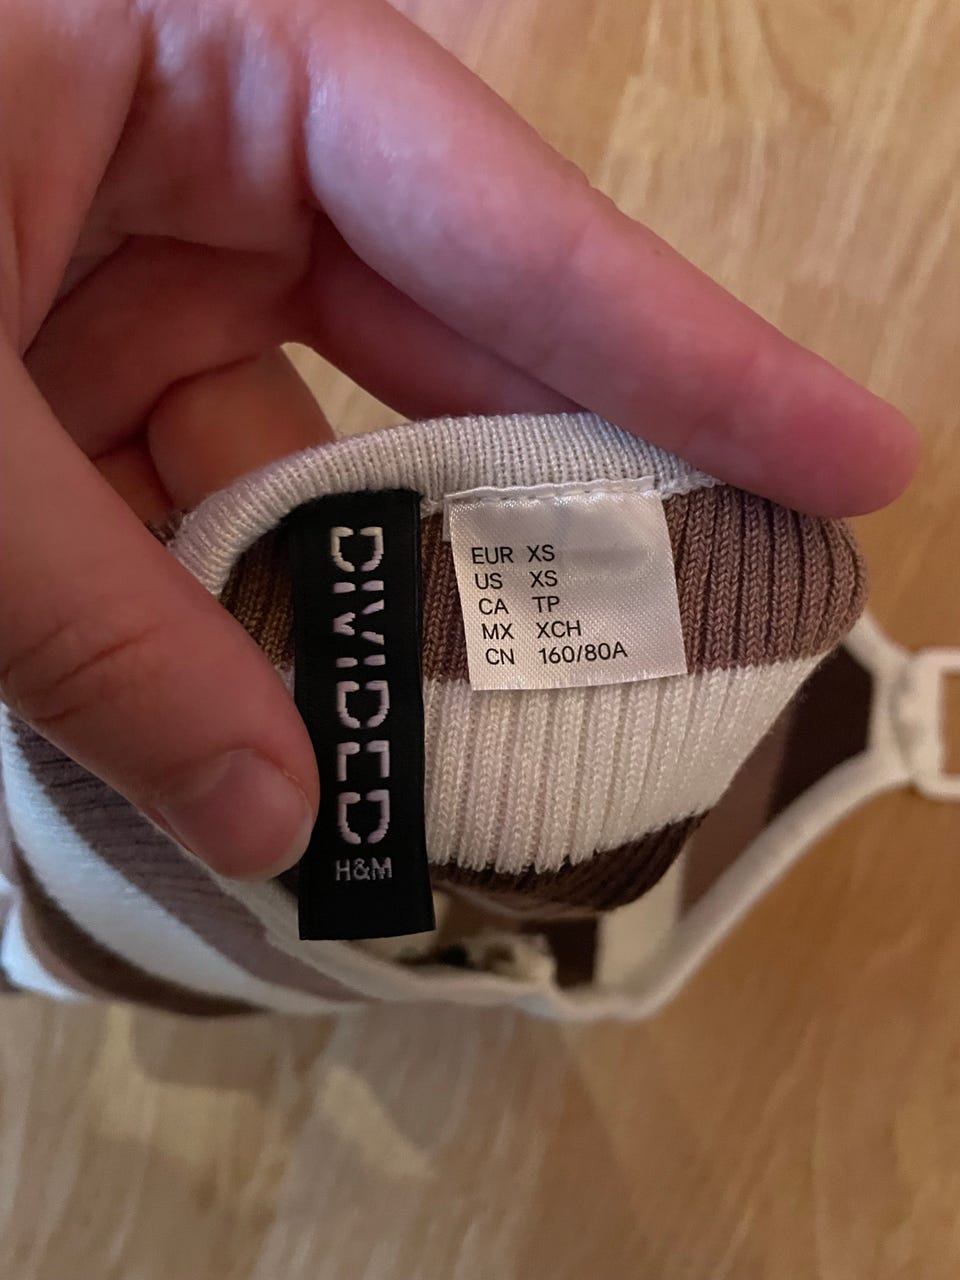 DIVIDED
H&M
EUR XS
US XS
CA TP
MX XCH
CN 160/80A